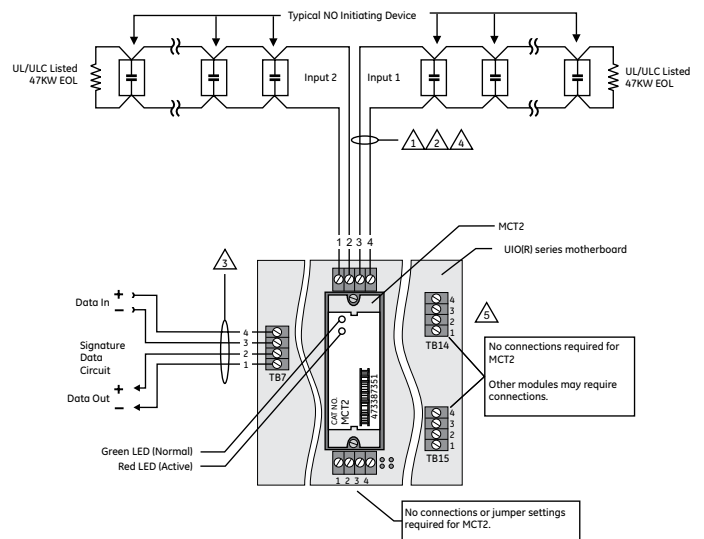 Typical NO Initiating Device
UL/ULC Listed
47KW EOL
Input 2
Input 1
UL/ULC Listed
47KW EOL
1
2
4
MCT2
UIO(R) series motherboard
1 2 3 4
3
5
Data In
+
−
Signature
Data
Circuit
Data Out
+
−
4
3
2
1
TB7
CAT NO.
MCT2
473387351
4
3
2
1
TB14
No connections required for
MCT2
Other modules may require
connections.
4
3
2
1
TB15
Green LED (Normal)
Red LED (Active)
1 2 3 4
No connections or jumper settings
required for MCT2.